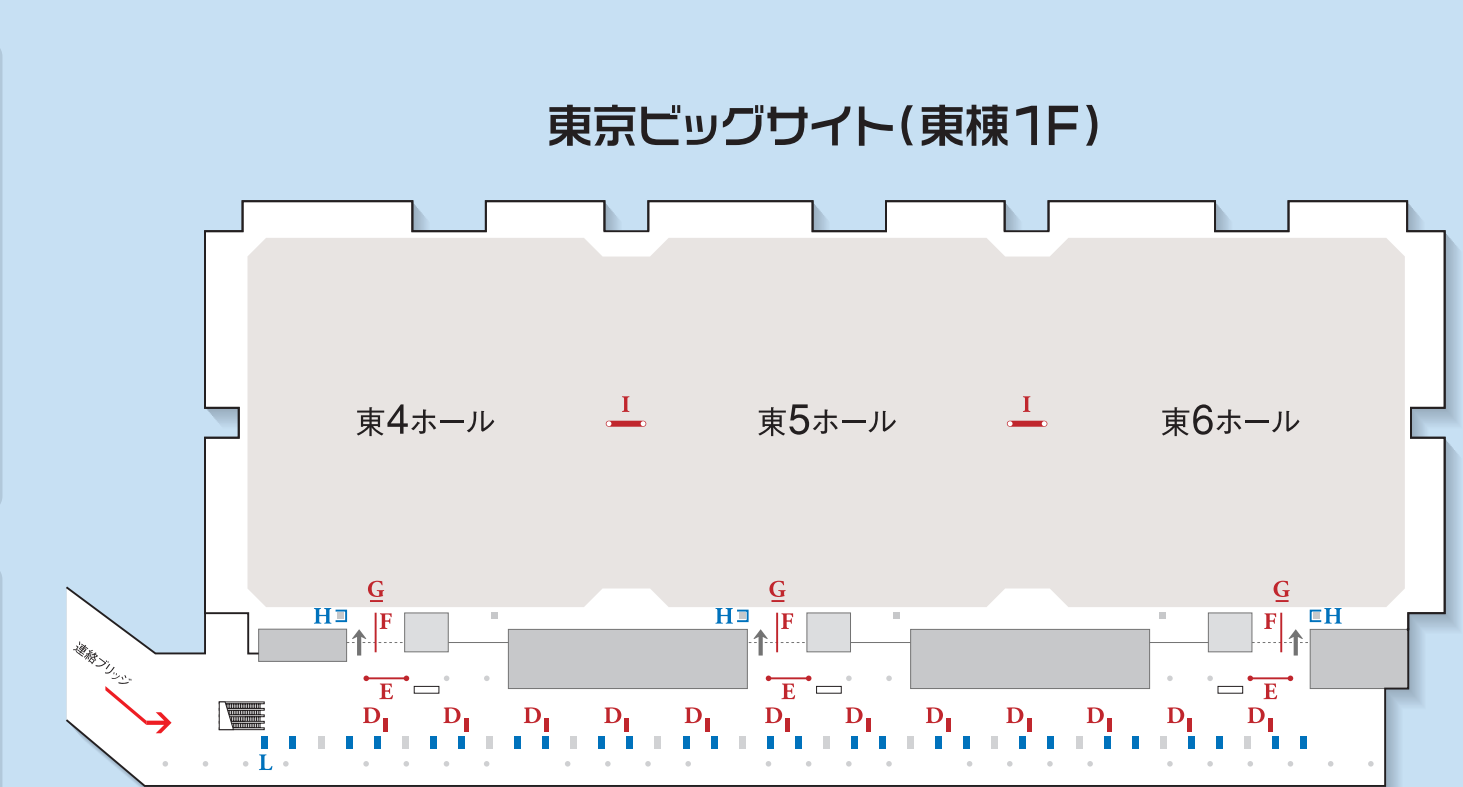 東京ビッグサイト(東棟1F)
I I
東4ホール 東5ホール 東6ホール
G G G
H F H F F H
連絡ブリッジ
E E E
D D D D D D D D D D D D
L